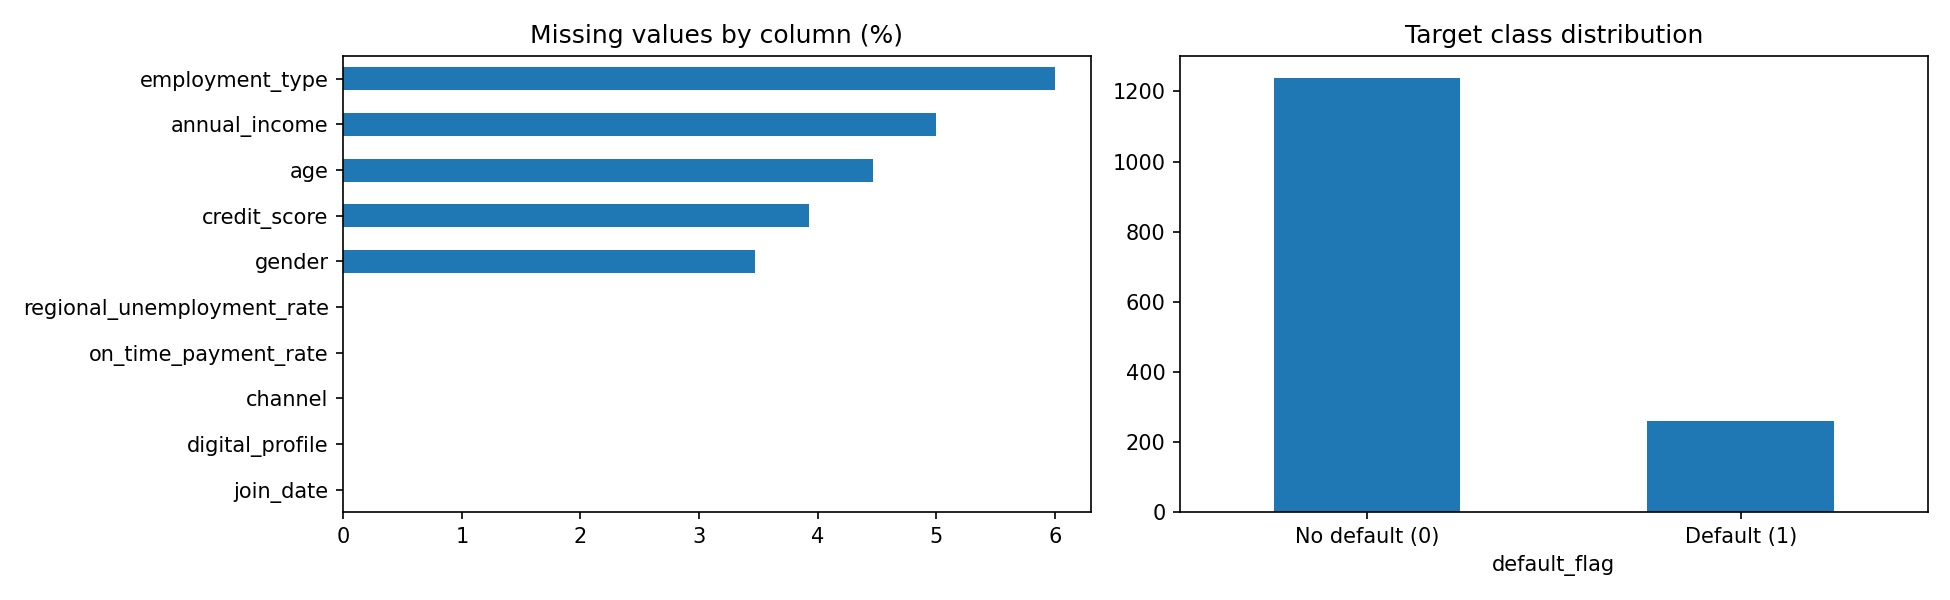 Missing values by column (%)
employment_type
annual_income
age
credit_score
gender
regional_unemployment_rate
on_time_payment_rate
channel
digital_profile
join_date
0 1 2 3 4 5 6
Target class distribution
1200
1000
800
600
400
200
0
No default (0) Default (1)
default_flag